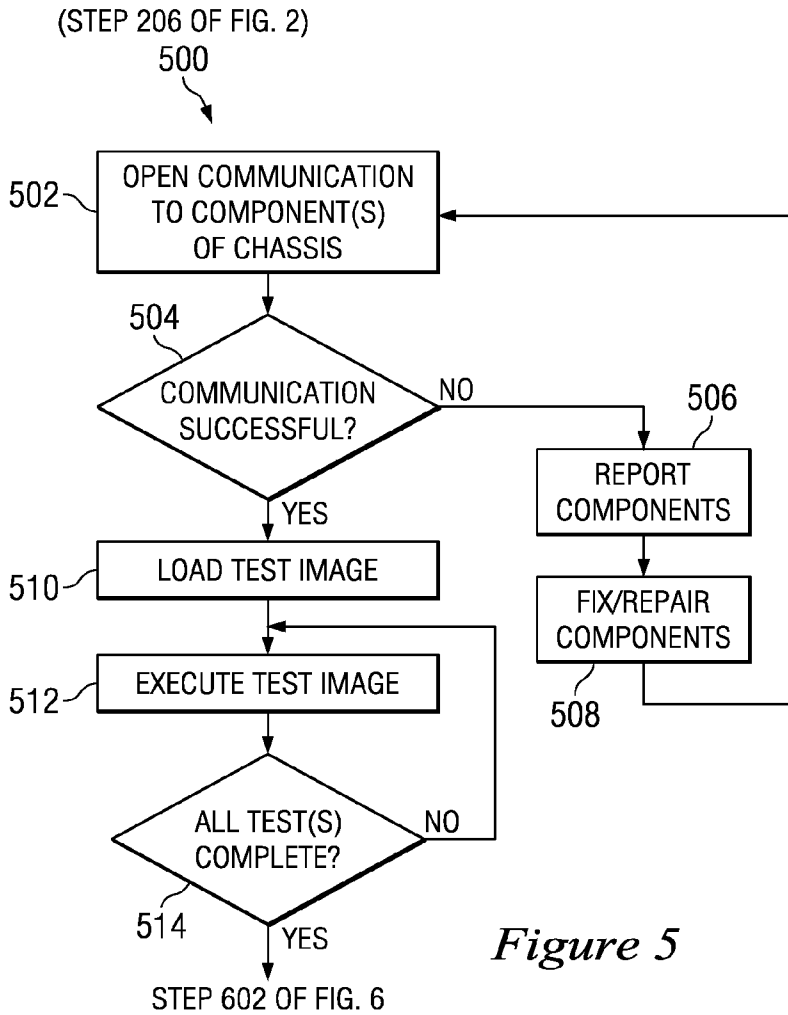 (STEP 206 OF FIG. 2)
500
502
OPEN COMMUNICATION
TO COMPONENT(S)
OF CHASSIS
504
COMMUNICATION
SUCCESSFUL?
NO
YES
506
REPORT
COMPONENTS
FIX/REPAIR
COMPONENTS
508
510
LOAD TEST IMAGE
512
EXECUTE TEST IMAGE
ALL TEST(S)
COMPLETE?
NO
514
YES
STEP 602 OF FIG. 6
Figure 5